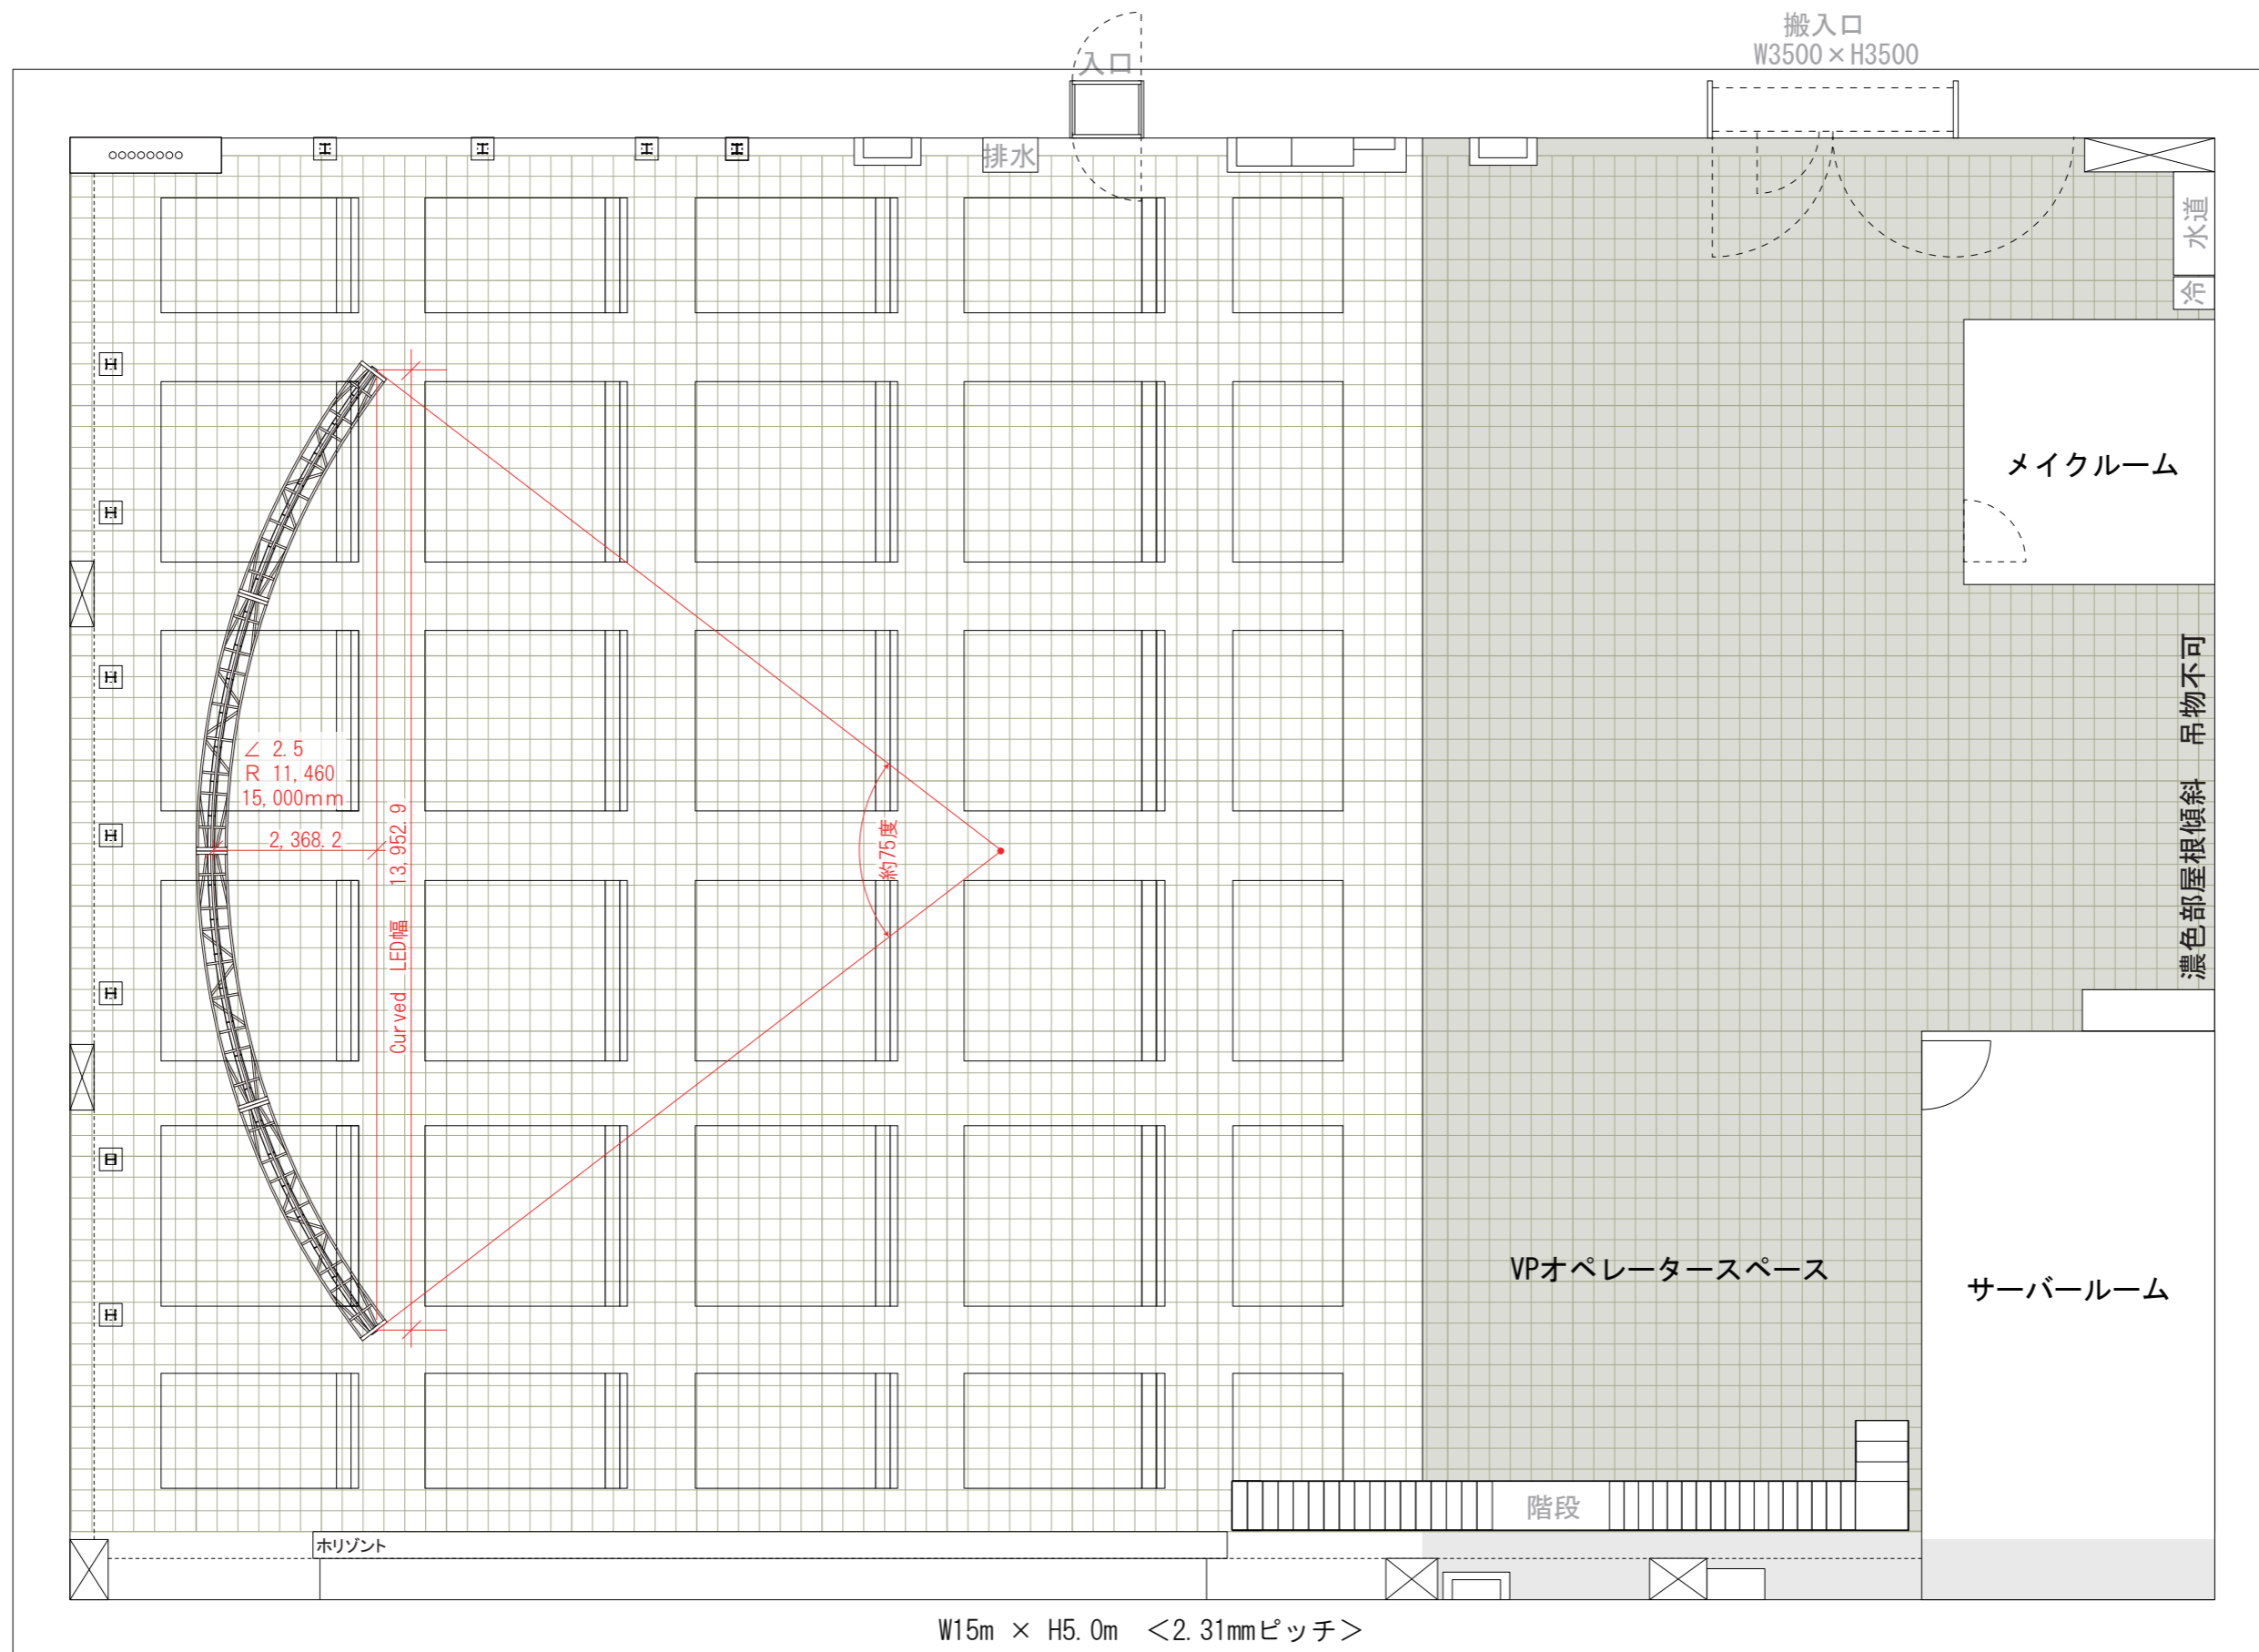 搬入口
W3500×H3500
入口
排水
水道
冷
メイクルーム
∠ 2.5
R 11,460
15,000mm
2,368.2
Curved LED幅 13,952.9
約75度
濃色部屋根傾斜 吊物不可
VPオペレータースペース
サーバールーム
階段
ホリゾント
W15m × H5.0m <2.31mmピッチ>